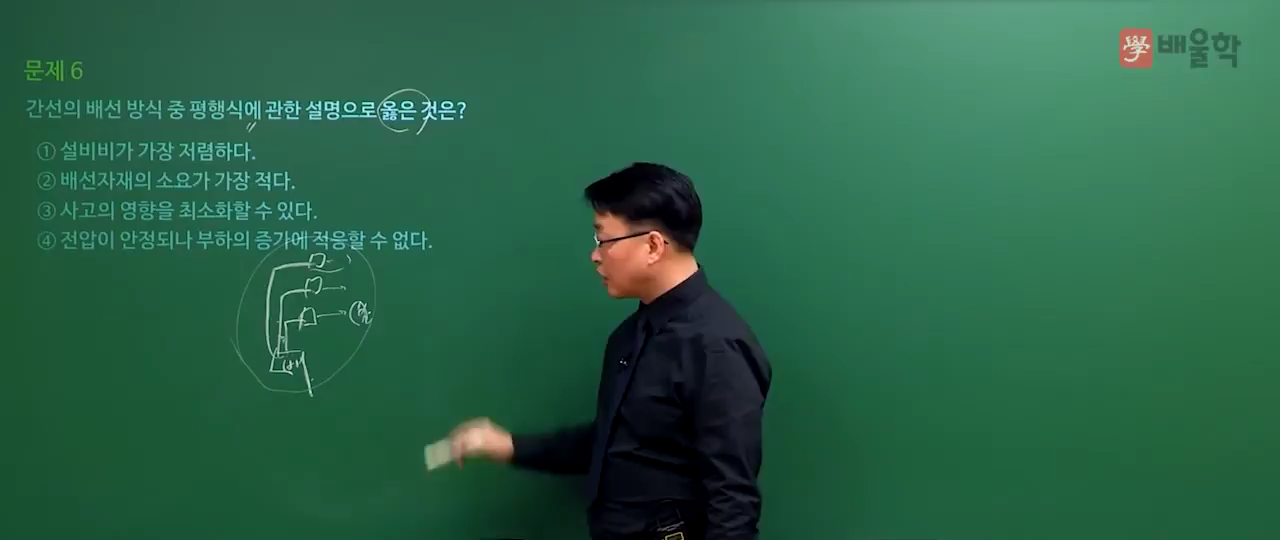 學 배울학
문제 6
간선의 배선 방식 중 평행식에 관한 설명으로 옳은 것은?
① 설비비가 가장 저렴하다.
② 배선자재의 소요가 가장 적다.
③ 사고의 영향을 최소화할 수 있다.
④ 전압이 안정되나 부하의 증가에 적응할 수 없다.